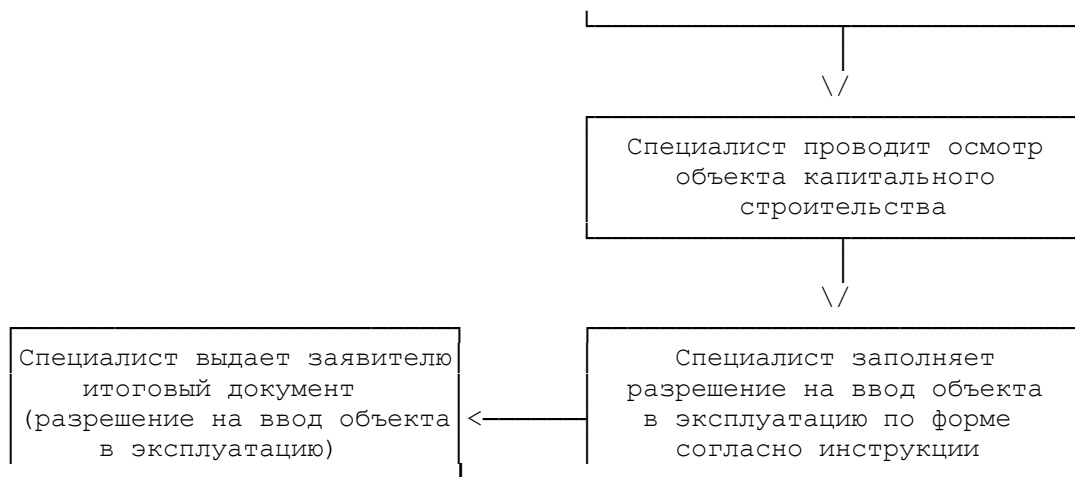 Специалист проводит осмотр
объекта капитального
строительства
Специалист выдает заявителю
итоговый документ
(разрешение на ввод объекта
в эксплуатацию)
Специалист заполняет
разрешение на ввод объекта
в эксплуатацию по форме
согласно инструкции